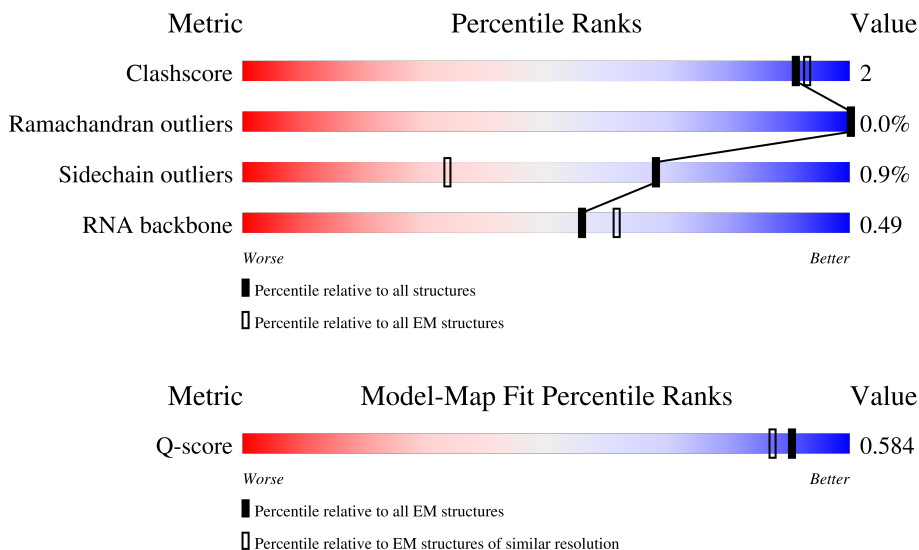 Metric Percentile Ranks Value
Clashscore 2
Ramachandran outliers 0.0%
Sidechain outliers 0.9%
RNA backbone 0.49
Worse Better
Percentile relative to all structures
Percentile relative to all EM structures
Metric Model-Map Fit Percentile Ranks Value
Q-score 0.584
Worse Better
Percentile relative to all EM structures
Percentile relative to EM structures of similar resolution